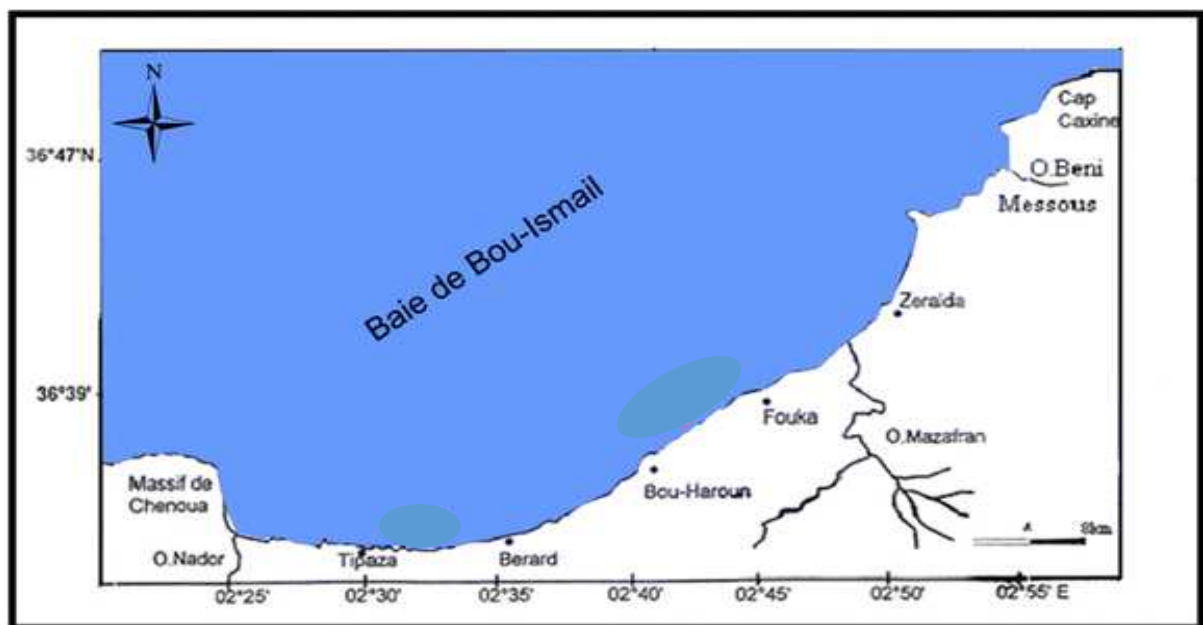 N
Cap
Caxine
36°47'N
O.Beni
Messous
Baie de Bou-Ismail
Zeralda
36°39'
Fouka
O.Mazafran
Bou-Haroun
Massif de
Chenoua
8km
O.Nador
Tipaza
Berard
02°25'
02°30'
02°35'
02°40'
02°45'
02°50'
02°55' E